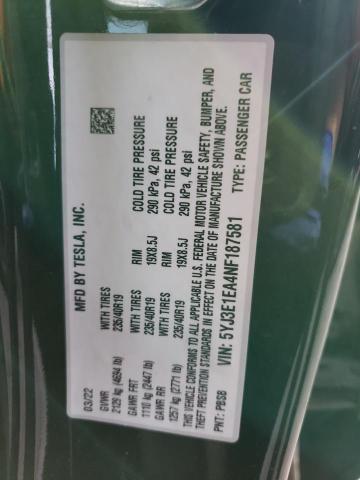 MFD BY TESLA, INC.
03/22
GVWR WITH TIRES RIM COLD TIRE PRESSURE
2129 kg (4694 lb) 235/40R19 19X8.5J 290 kPa, 42 psi
GAWR FRT WITH TIRES RIM COLD TIRE PRESSURE
1110 kg (2447 lb) 235/40R19 19X8.5J 290 kPa, 42 psi
GAWR RR
1257 kg (2771 lb) 235/40R19
THIS VEHICLE CONFORMS TO ALL APPLICABLE U.S. FEDERAL MOTOR VEHICLE SAFETY, BUMPER, AND
THEFT PREVENTION STANDARDS IN EFFECT ON THE DATE OF MANUFACTURE SHOWN ABOVE.
VIN: 5YJ3E1EA4NF187581 TYPE: PASSENGER CAR
PNT: PBSB